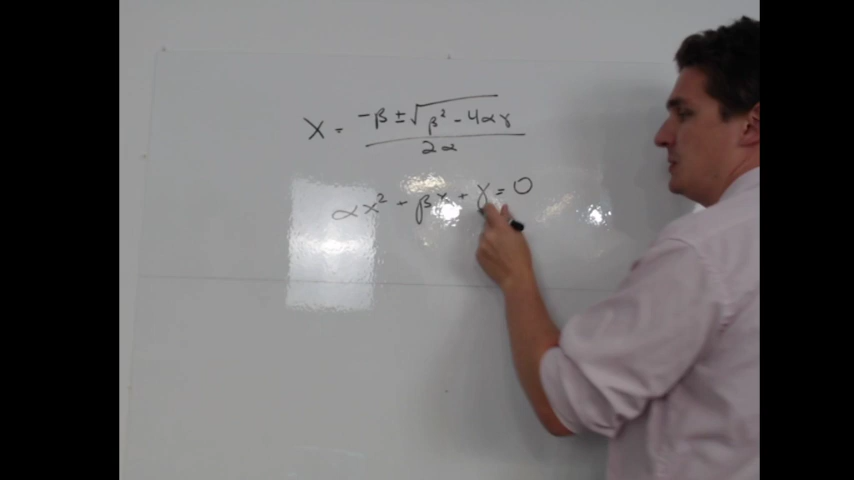 X = -β ± √β² - 4αγ / 2α
αx² + βx + γ = 0